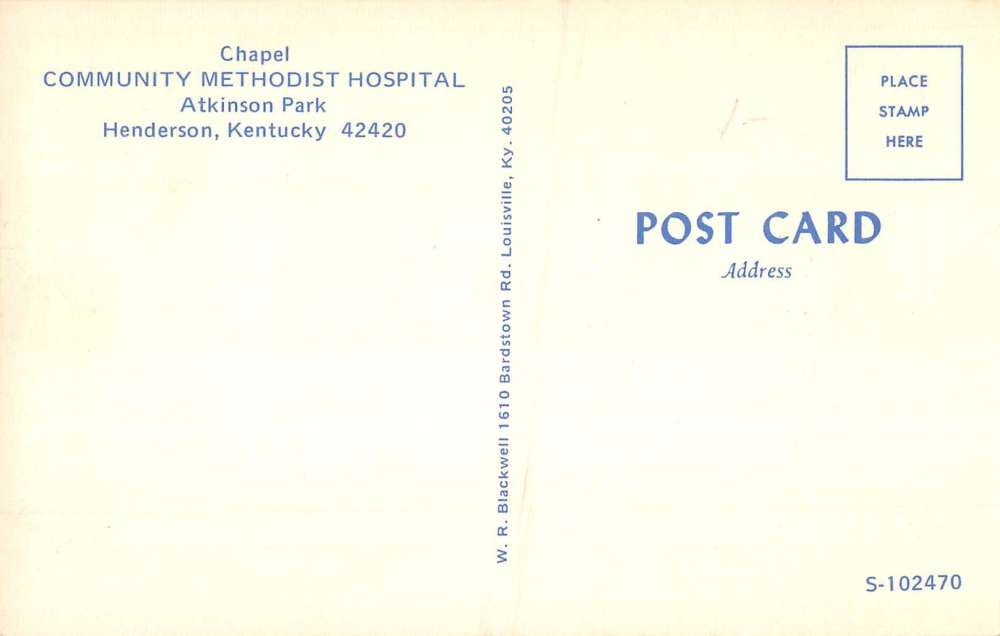 Chapel
COMMUNITY METHODIST HOSPITAL
Atkinson Park
Henderson, Kentucky 42420
W. R. Blackwell 1610 Bardstown Rd. Louisville, Ky. 40205
PLACE
STAMP
HERE
POST CARD
Address
S-102470